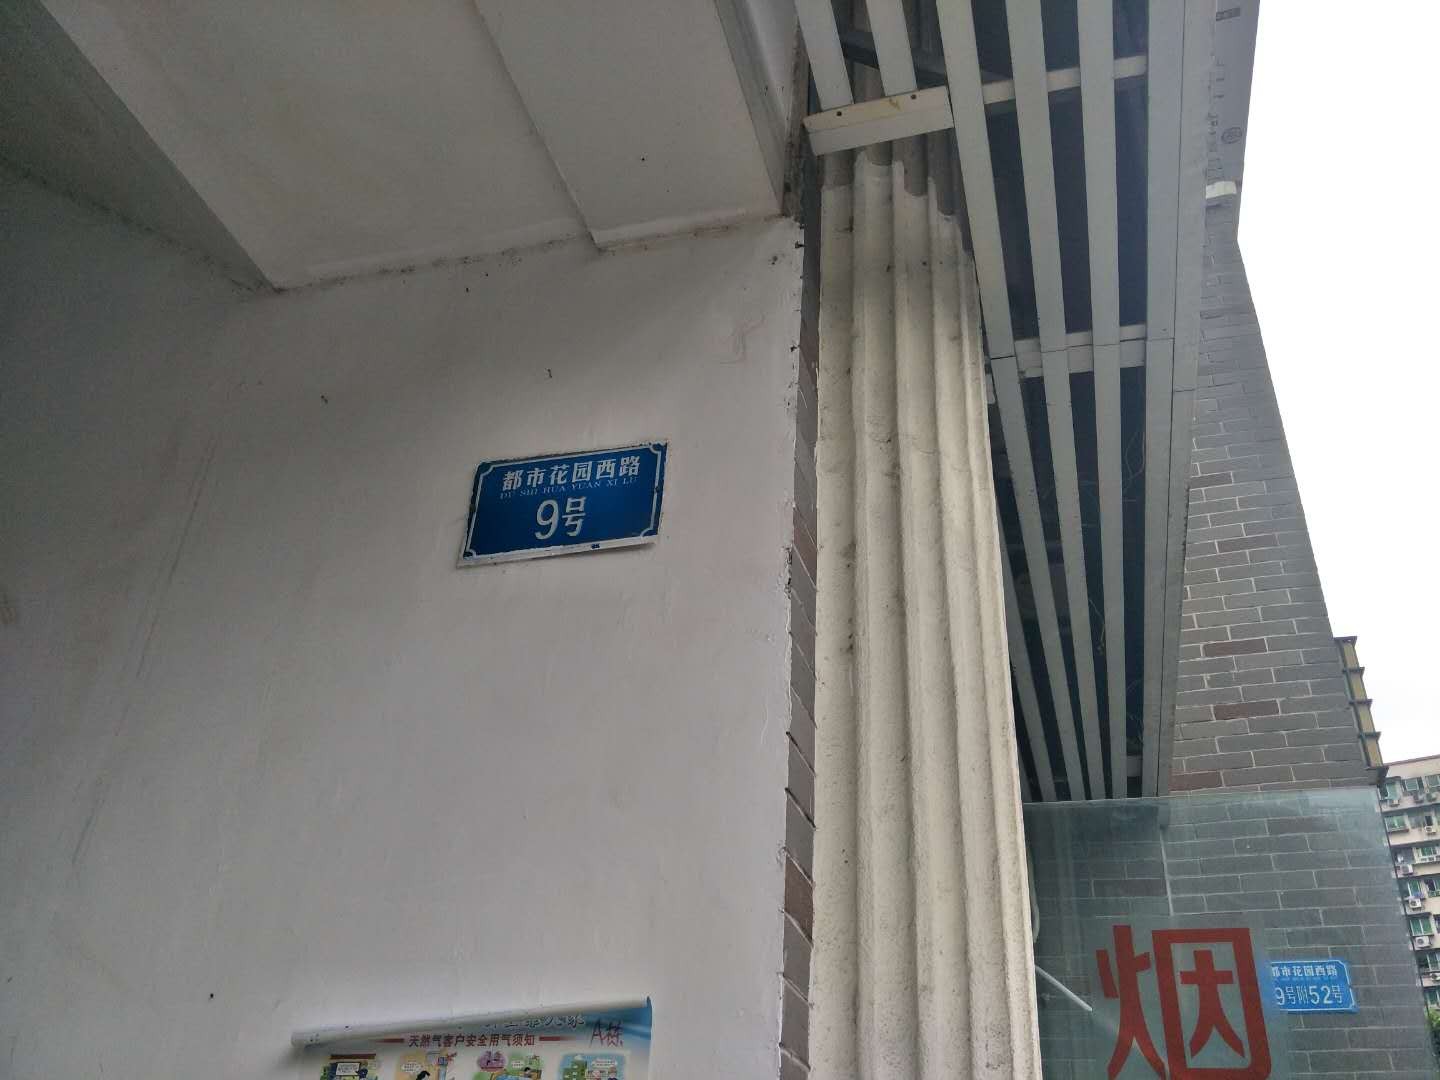 都市花园西路
DU SHI HUA YUAN XI LU
9号
天然气客户安全用气须知
A栋
烟
都市花园西路
9号附52号